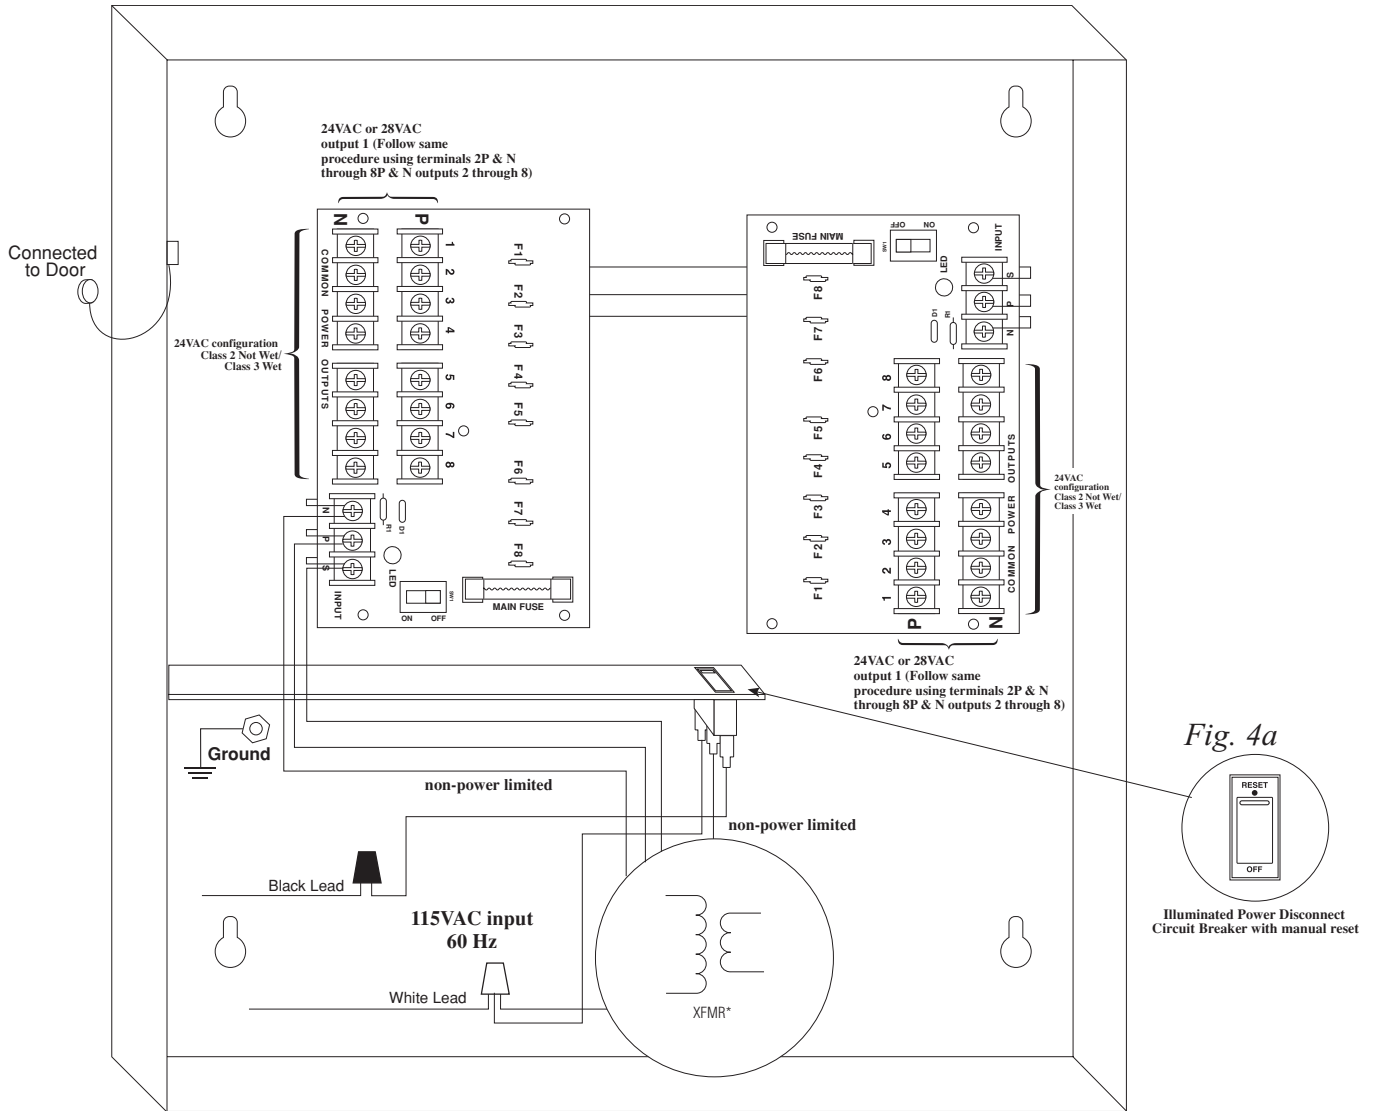 24VAC or 28VAC
output 1 (Follow same
procedure using terminals 2P & N
through 8P & N outputs 2 through 8)
Connected
to Door
24VAC configuration
Class 2 Not Wet/
Class 3 Wet
N
P
COMMON POWER OUTPUTS
1
2
3
4
5
6
7
8
F1
F2
F3
F4
F5
F6
F7
F8
N
P
S
INPUT
R1
D1
LED
SW1
ON OFF
MAIN FUSE
MAIN FUSE
OFF ON
SW1
LED
INPUT
S
P
N
D1
R1
F8
F7
F6
F5
F4
F3
F2
F1
8
7
6
5
4
3
2
1
COMMON POWER OUTPUTS
P
N
24VAC
configuration
Class 2 Not Wet/
Class 3 Wet
24VAC or 28VAC
output 1 (Follow same
procedure using terminals 2P & N
through 8P & N outputs 2 through 8)
Ground
non-power limited
non-power limited
Black Lead
115VAC input
60 Hz
White Lead
XFMR*
Fig. 4a
RESET
OFF
Illuminated Power Disconnect
Circuit Breaker with manual reset